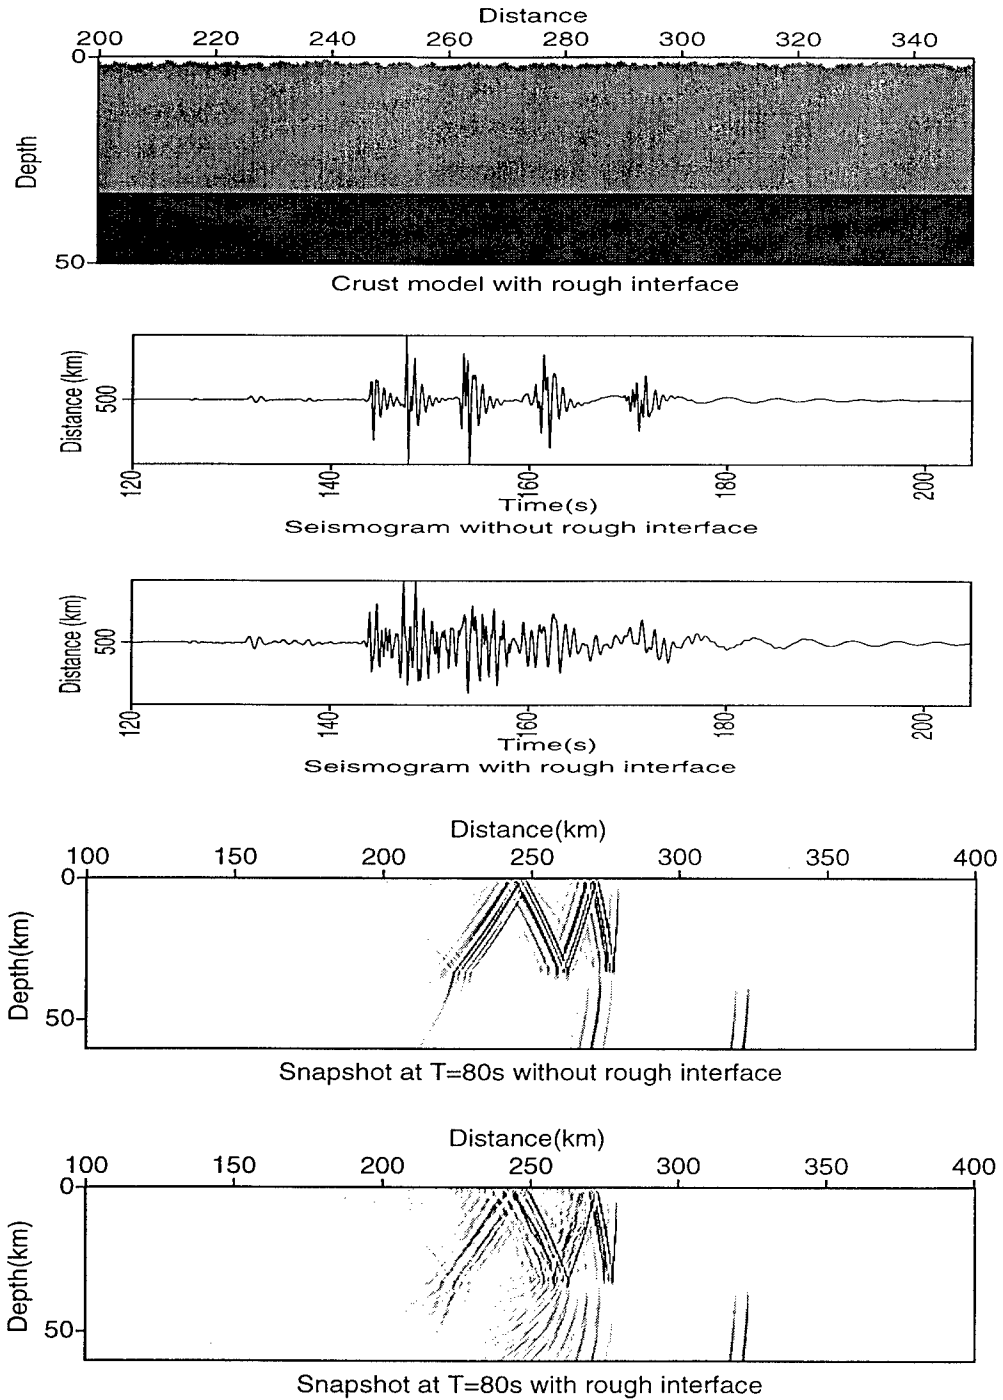 Distance
200 220 240 260 280 300 320 340
0
Depth
50
Crust model with rough interface
Distance (km)
500
120 140 160 180 200
Time(s)
Seismogram without rough interface
Distance (km)
500
120 140 160 180 200
Time(s)
Seismogram with rough interface
Distance(km)
100 150 200 250 300 350 400
0
Depth(km)
50
Snapshot at T=80s without rough interface
Distance(km)
100 150 200 250 300 350 400
0
Depth(km)
50
Snapshot at T=80s with rough interface